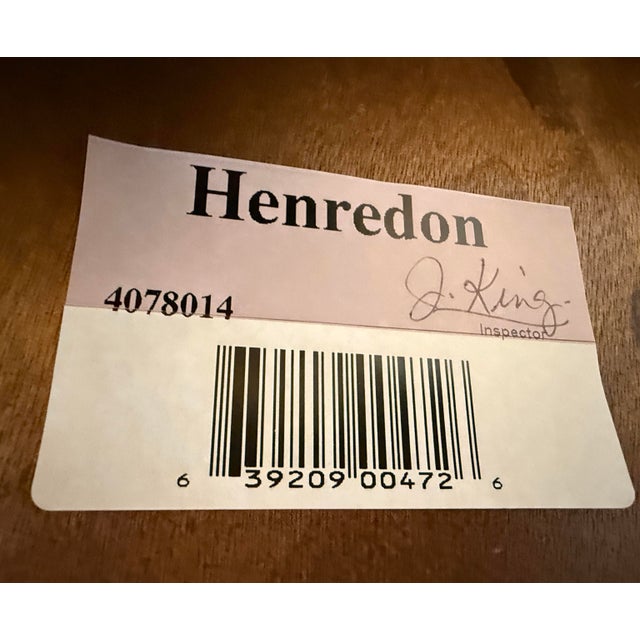 Henredon
4078014
J. King.
Inspector
6 39209 00472 6